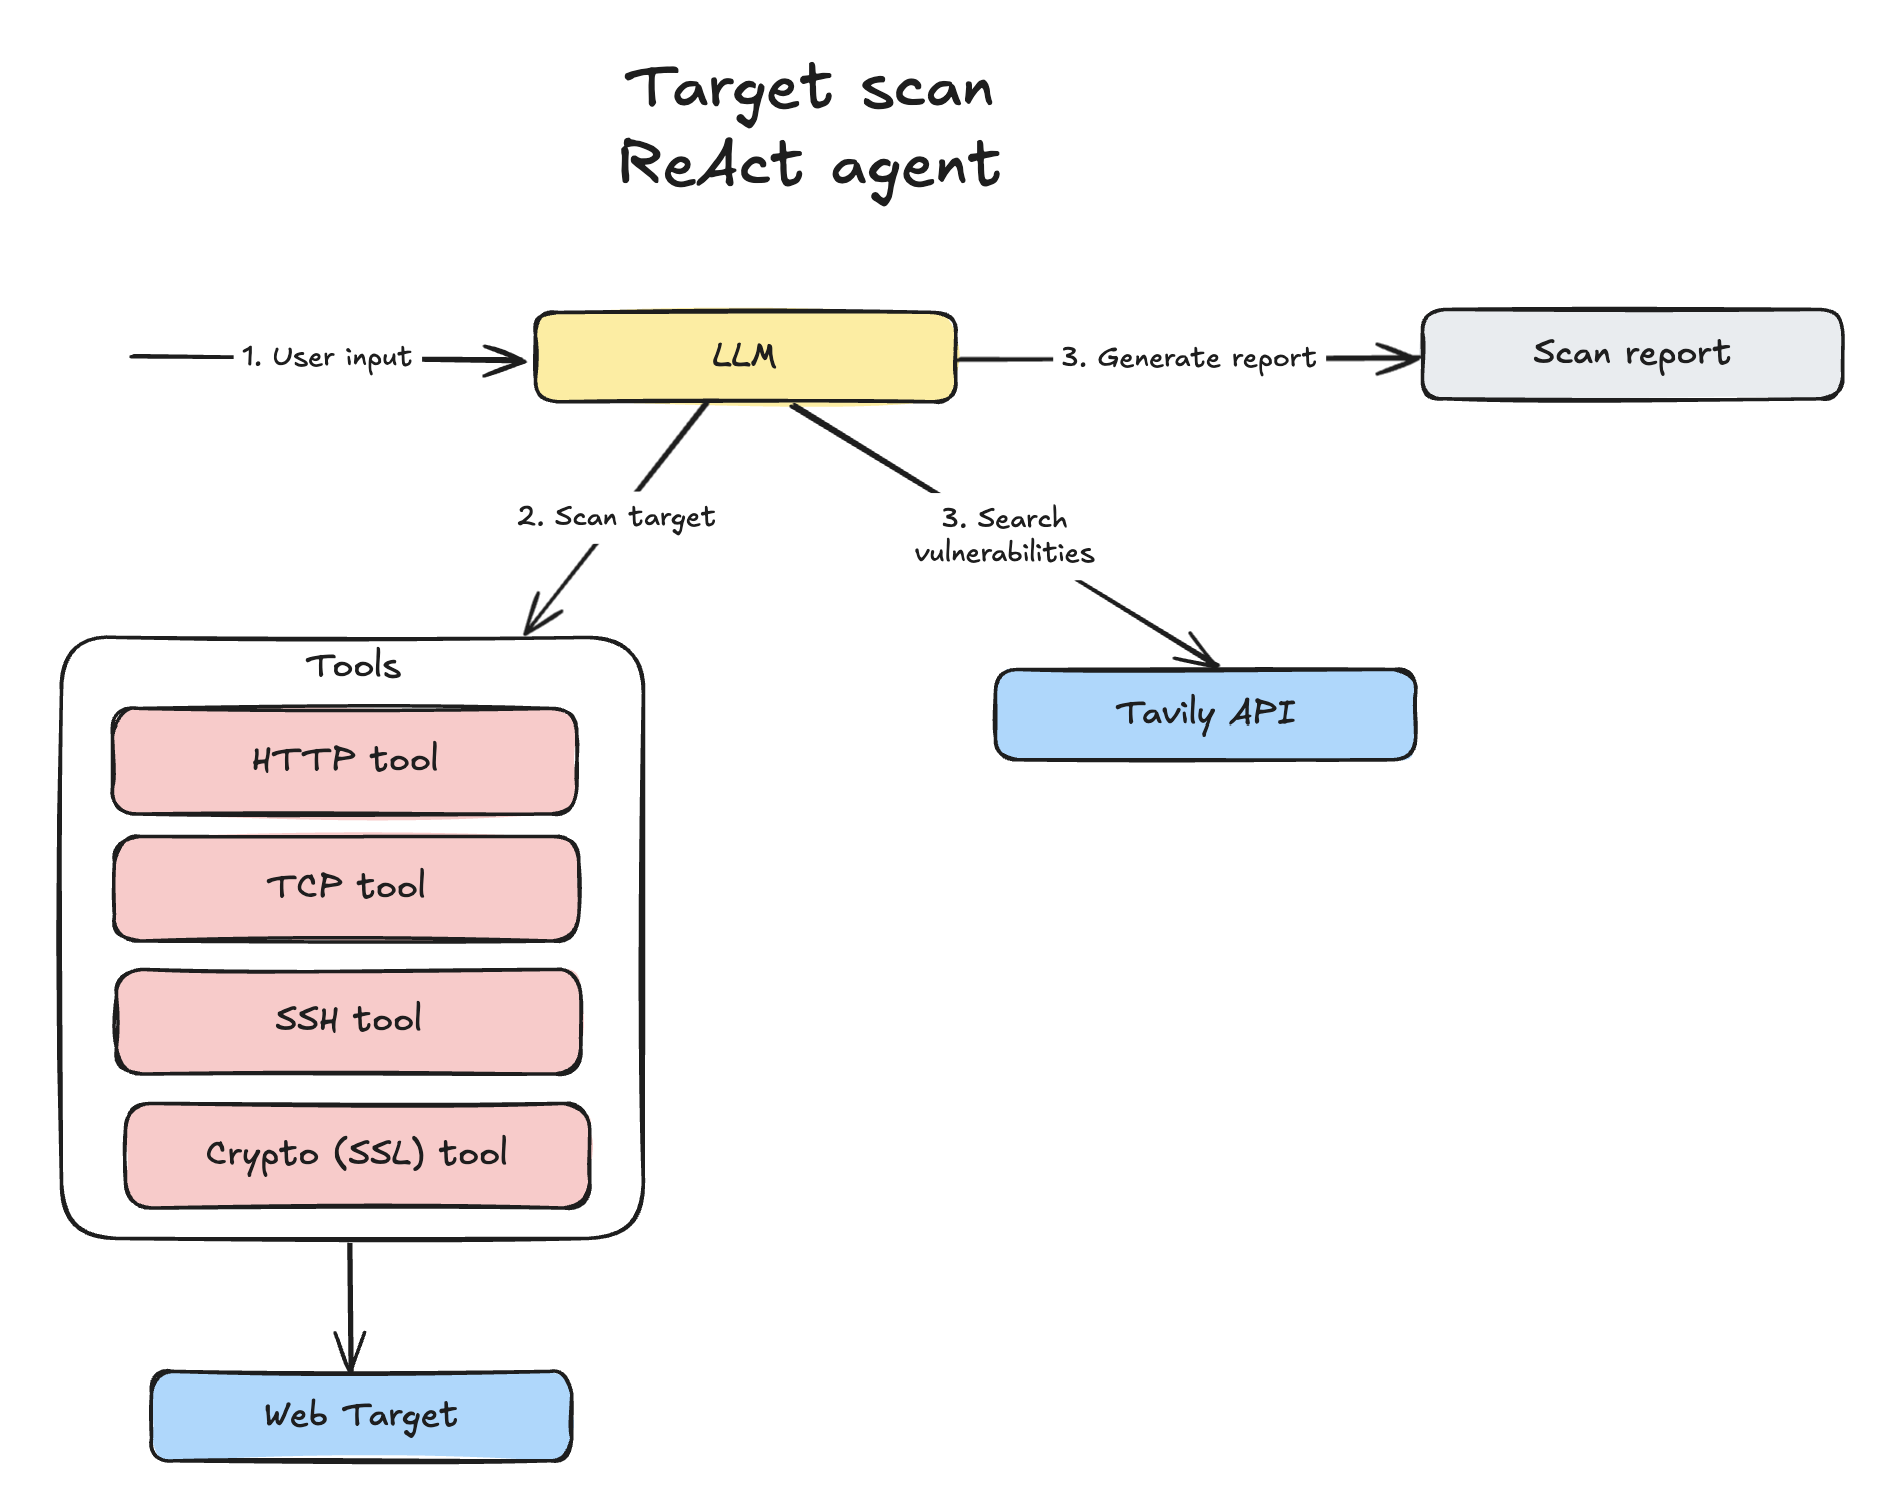 Target scan
ReAct agent
1. User input
LLM
3. Generate report
Scan report
2. Scan target
3. Search
vulnerabilities
Tools
HTTP tool
TCP tool
SSH tool
Crypto (SSL) tool
Tavily API
Web Target